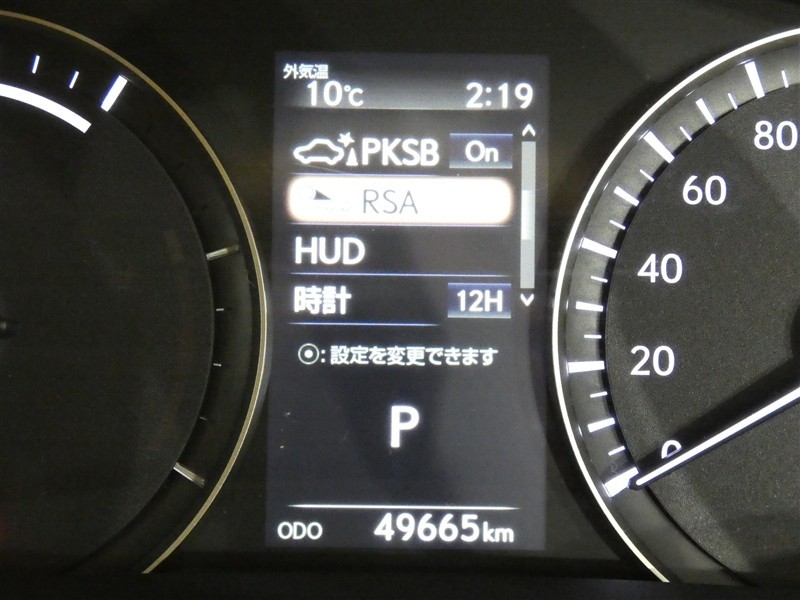 外気温
10℃ 2:19
PKSB On
RSA
HUD
時計 12H
⦿: 設定を変更できます
P
ODO 49665km
80
60
40
20
0